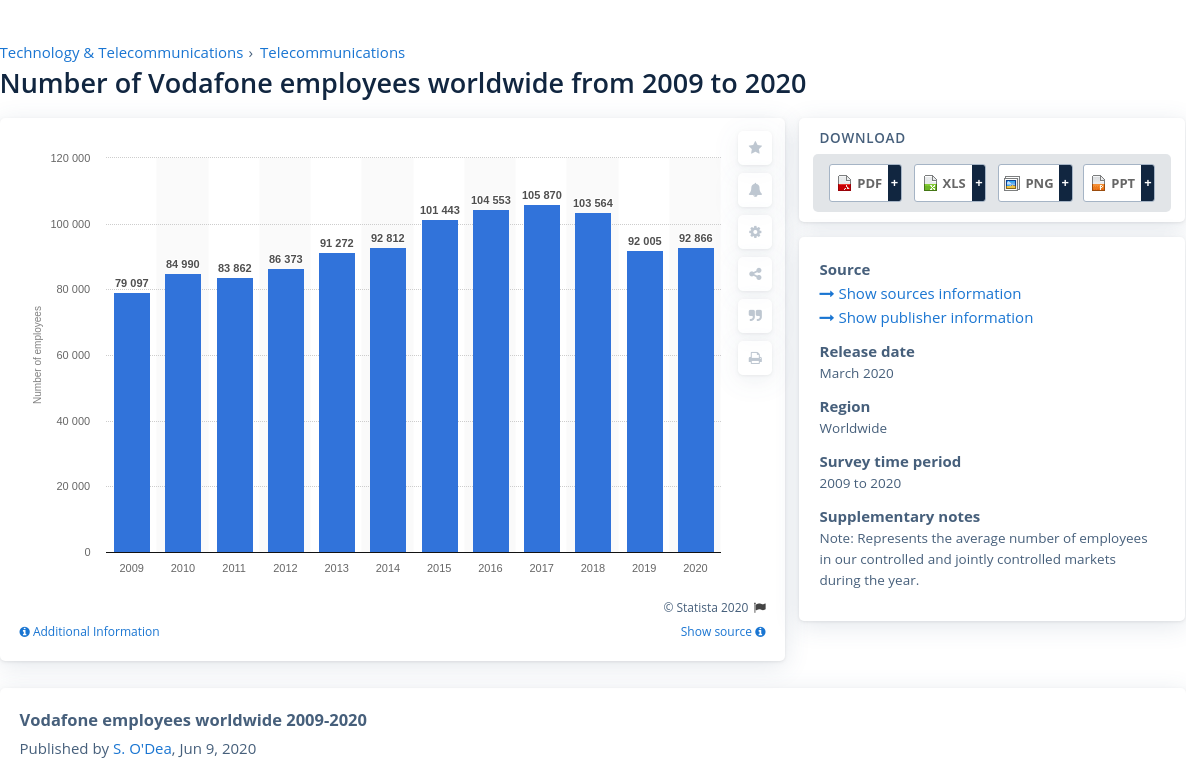 Technology & Telecommunications › Telecommunications
Number of Vodafone employees worldwide from 2009 to 2020
120 000
100 000
80 000
60 000
40 000
20 000
0
Number of employees
79 097
84 990
83 862
86 373
91 272
92 812
101 443
104 553
105 870
103 564
92 005
92 866
2009 2010 2011 2012 2013 2014 2015 2016 2017 2018 2019 2020
© Statista 2020
Additional Information
Show source
DOWNLOAD
PDF + XLS + PNG + PPT +
Source
Show sources information
Show publisher information
Release date
March 2020
Region
Worldwide
Survey time period
2009 to 2020
Supplementary notes
Note: Represents the average number of employees
in our controlled and jointly controlled markets
during the year.
Vodafone employees worldwide 2009-2020
Published by S. O'Dea, Jun 9, 2020